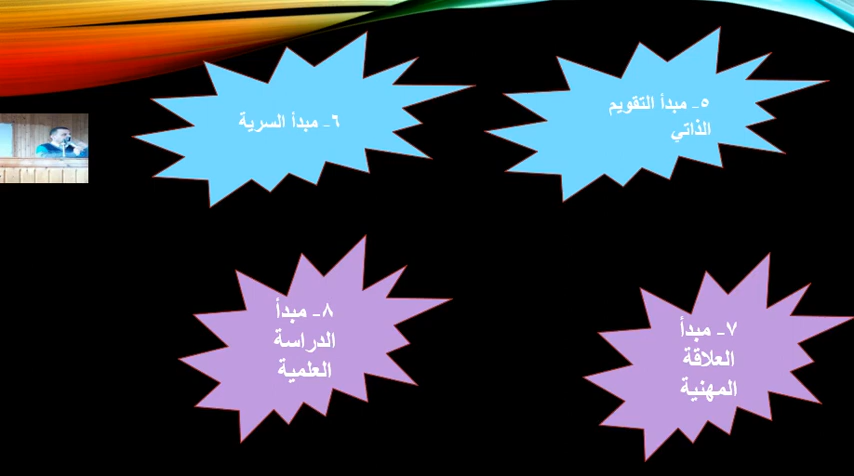 ٥- مبدأ التقويم
الذاتي
٦- مبدأ السرية
٧- مبدأ
العلاقة
المهنية
٨- مبدأ
الدراسة
العلمية